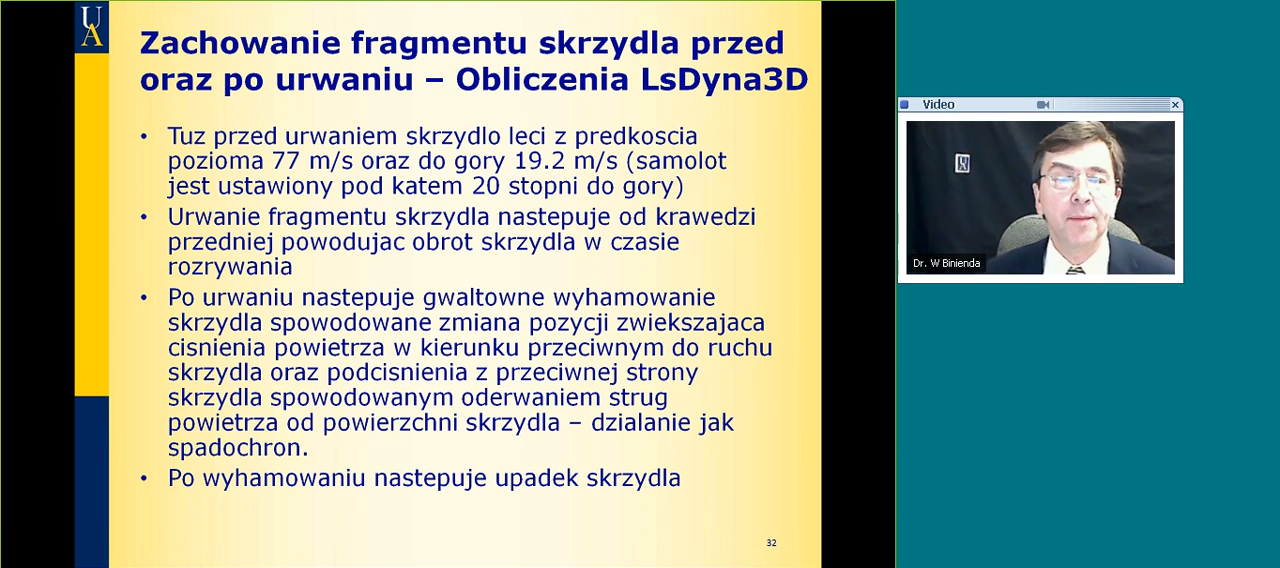 UA
Zachowanie fragmentu skrzydla przed
oraz po urwaniu – Obliczenia LsDyna3D
• Tuz przed urwaniem skrzydlo leci z predkoscia
pozioma 77 m/s oraz do gory 19.2 m/s (samolot
jest ustawiony pod katem 20 stopni do gory)
• Urwanie fragmentu skrzydla nastepuje od krawedzi
przedniej powodujac obrot skrzydla w czasie
rozrywania
• Po urwaniu nastepuje gwaltowne wyhamowanie
skrzydla spowodowane zmiana pozycji zwiekszajaca
cisnienia powietrza w kierunku przeciwnym do ruchu
skrzydla oraz podcisnienia z przeciwnej strony
skrzydla spowodowanym oderwaniem strug
powietrza od powierzchni skrzydla – dzialanie jak
spadochron.
• Po wyhamowaniu nastepuje upadek skrzydla
32
Video
UA
Dr. W Binienda